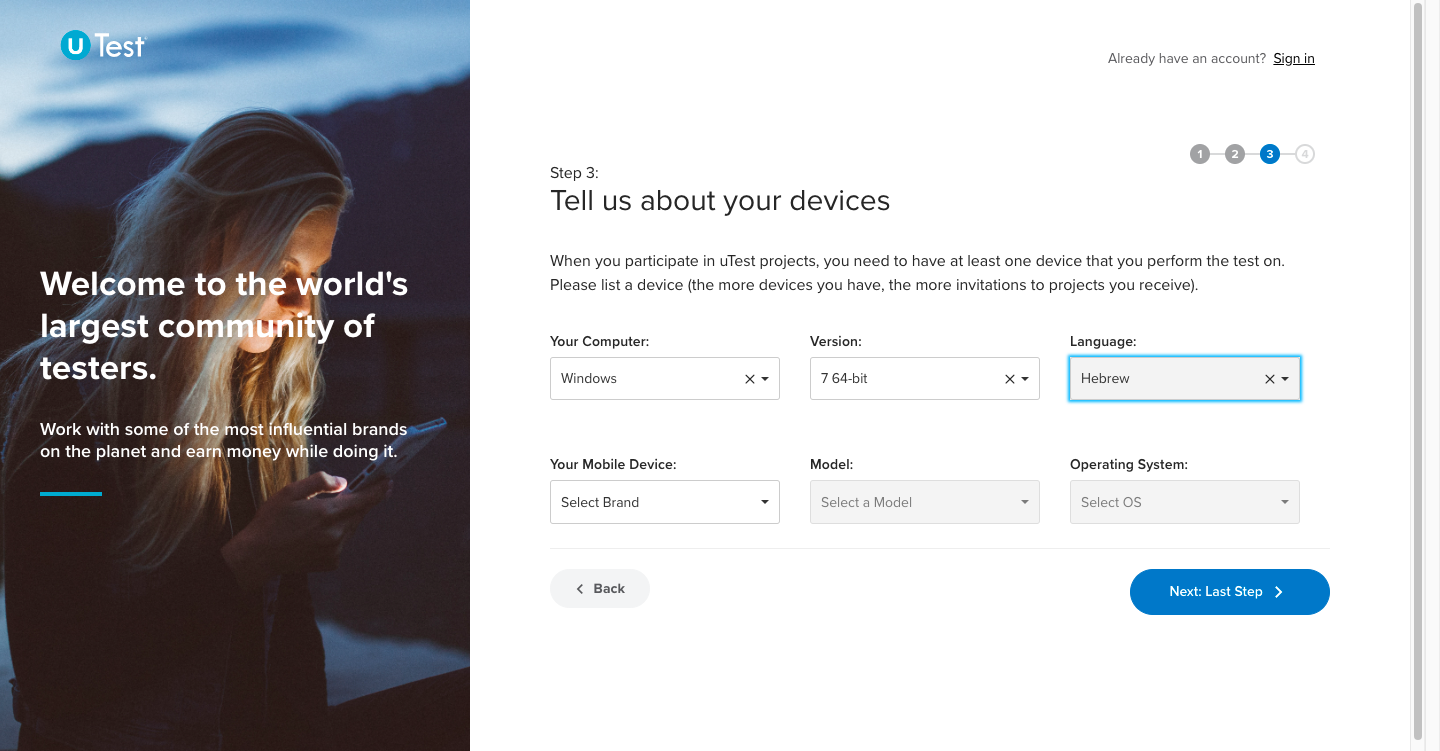 uTest
Already have an account? Sign in
1 2 3 4
Step 3:
Tell us about your devices
Welcome to the world's
largest community of
testers.
Work with some of the most influential brands
on the planet and earn money while doing it.
When you participate in uTest projects, you need to have at least one device that you perform the test on.
Please list a device (the more devices you have, the more invitations to projects you receive).
Your Computer: Version: Language:
Windows 7 64-bit Hebrew
Your Mobile Device: Model: Operating System:
Select Brand Select a Model Select OS
Back Next: Last Step